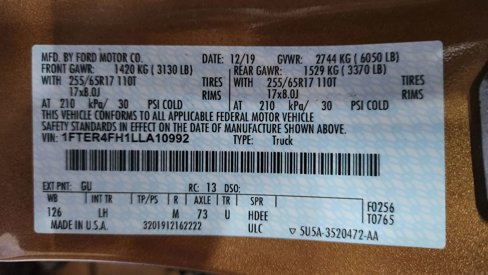 MFD. BY FORD MOTOR CO. DATE: 12/19 GVWR: 2744 KG ( 6050 LB)
FRONT GAWR: 1420 KG ( 3130 LB) REAR GAWR: 1529 KG ( 3370 LB)
WITH 255/65R17 110T TIRES WITH 255/65R17 110T TIRES
17x8.0J RIMS 17x8.0J RIMS
AT 210 kPa/ 30 PSI COLD AT 210 kPa/ 30 PSI COLD
THIS VEHICLE CONFORMS TO ALL APPLICABLE FEDERAL MOTOR VEHICLE
SAFETY STANDARDS IN EFFECT ON THE DATE OF MANUFACTURE SHOWN ABOVE.
VIN: 1FTER4FH1LLA10992 TYPE: Truck
EXT PNT: GU RC: 13 DSO:
WB INT TR TP/PS R AXLE TR SPR
126 LH M 73 U HDEE
F0256
T0765
MADE IN U.S.A. 3201912162222 ULC ▽ 5U5A-3520472-AA